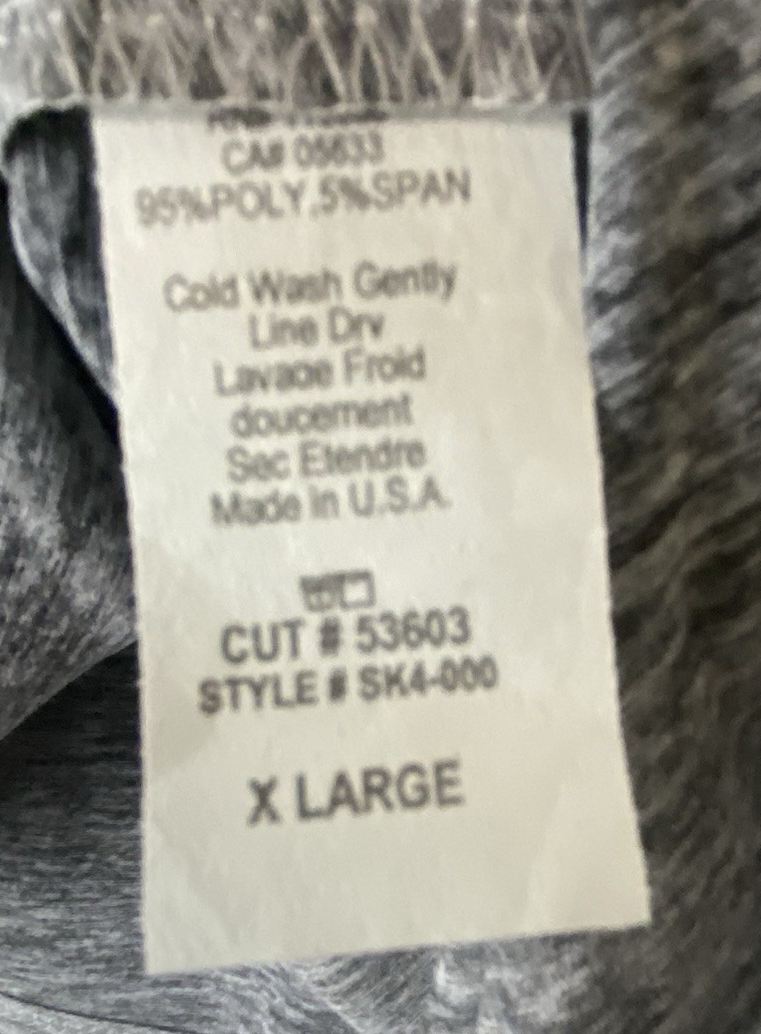 CA# 05633
95%POLY,5%SPAN
Cold Wash Gently
Line Dry
Lavage Froid
doucement
Sec Etendre
Made in U.S.A.
CUT # 53603
STYLE # SK4-000
X LARGE